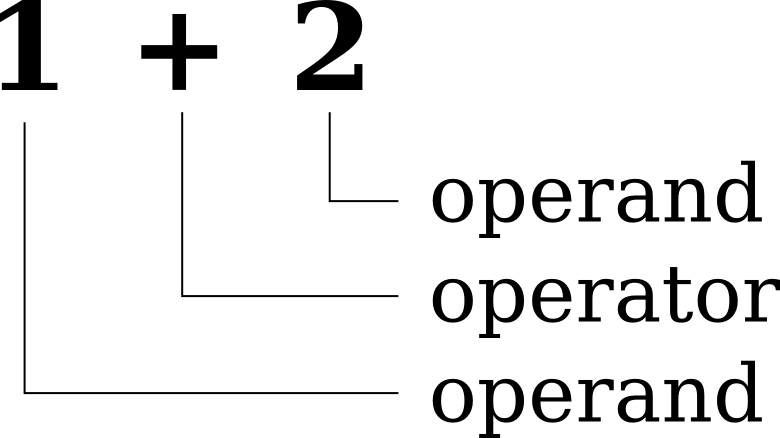 1 + 2
operand
operator
operand